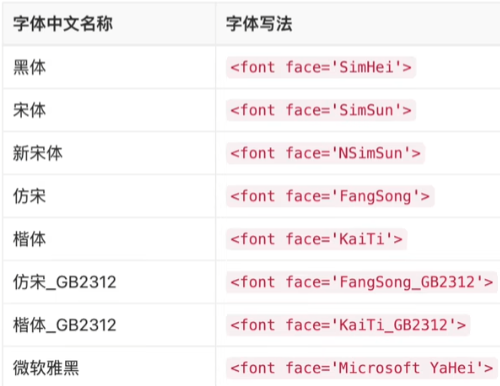 字体中文名称 字体写法
黑体 <font face='SimHei'>
宋体 <font face='SimSun'>
新宋体 <font face='NSimSun'>
仿宋 <font face='FangSong'>
楷体 <font face='KaiTi'>
仿宋_GB2312 <font face='FangSong_GB2312'>
楷体_GB2312 <font face='KaiTi_GB2312'>
微软雅黑 <font face='Microsoft YaHei'>